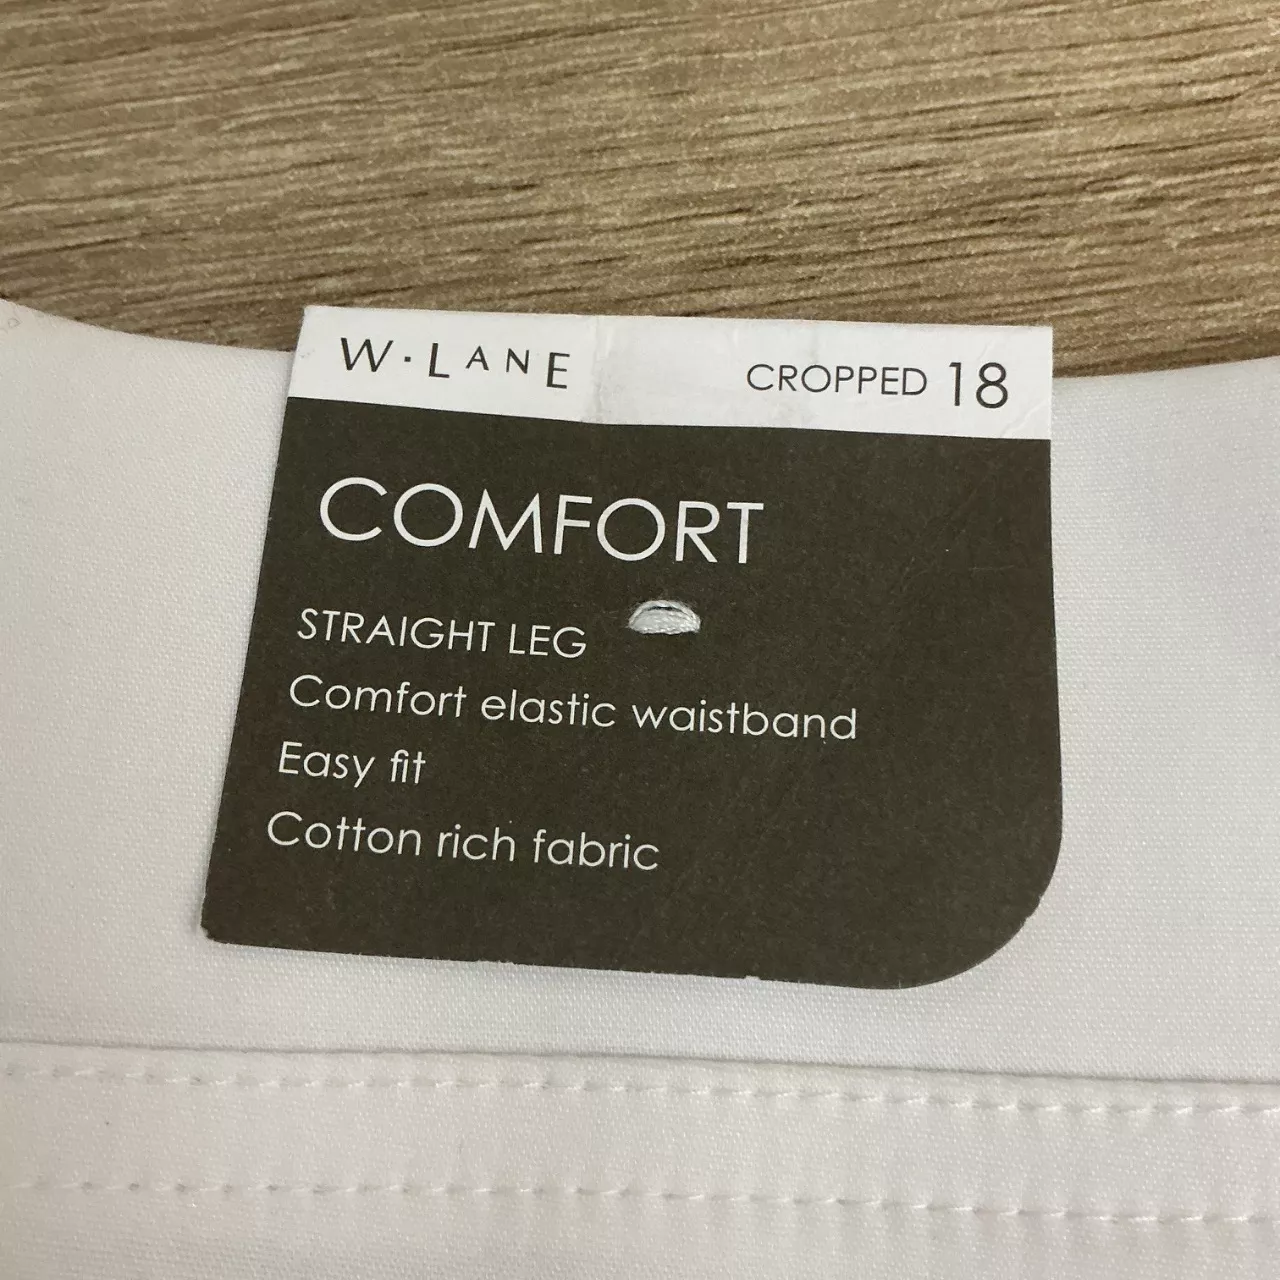 W·LANE CROPPED 18
COMFORT
STRAIGHT LEG
Comfort elastic waistband
Easy fit
Cotton rich fabric